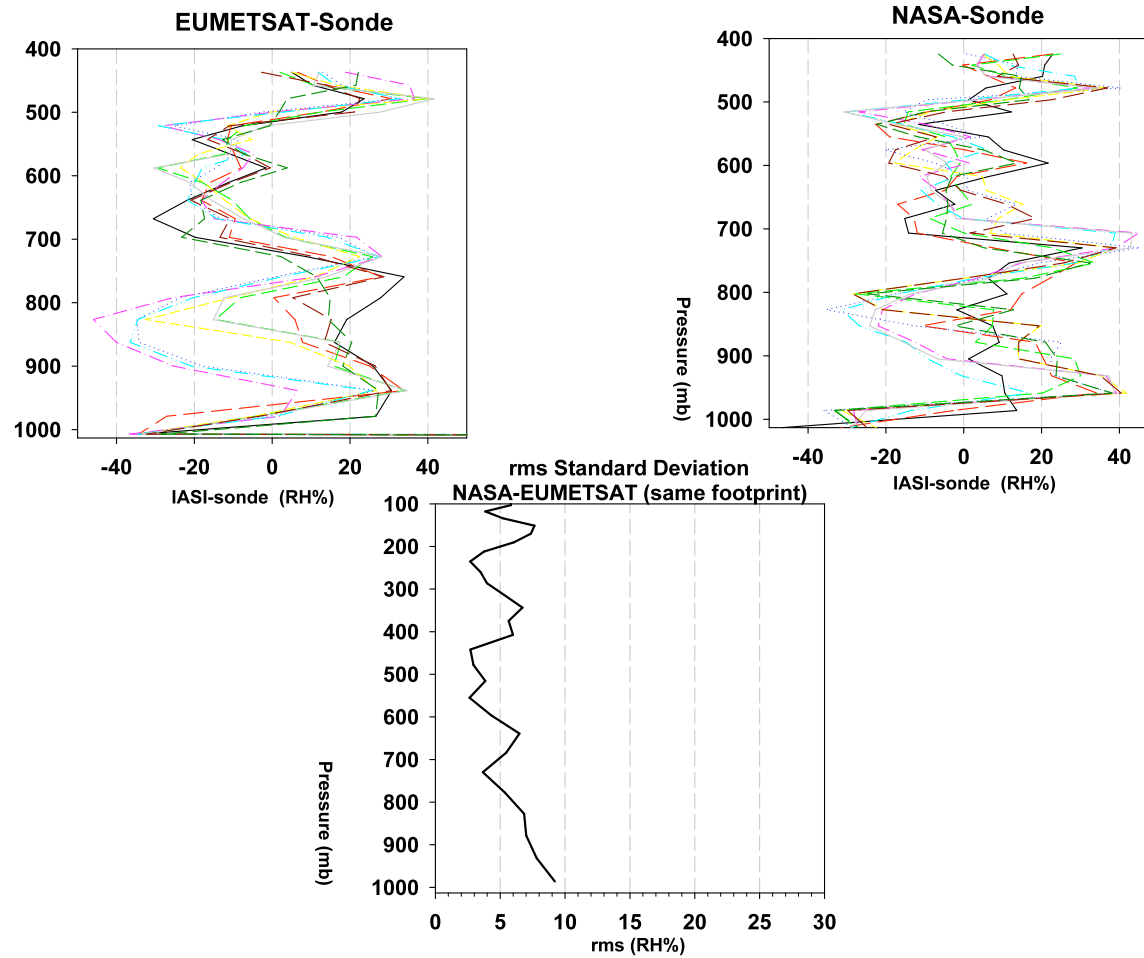 EUMETSAT-Sonde
400
500
600
700
800
900
1000
-40 -20 0 20 40
IASI-sonde (RH%)
NASA-Sonde
400
500
600
700
800
900
1000
Pressure (mb)
-40 -20 0 20 40
IASI-sonde (RH%)
rms Standard Deviation
NASA-EUMETSAT (same footprint)
100
200
300
400
500
600
700
800
900
1000
Pressure (mb)
0 5 10 15 20 25 30
rms (RH%)